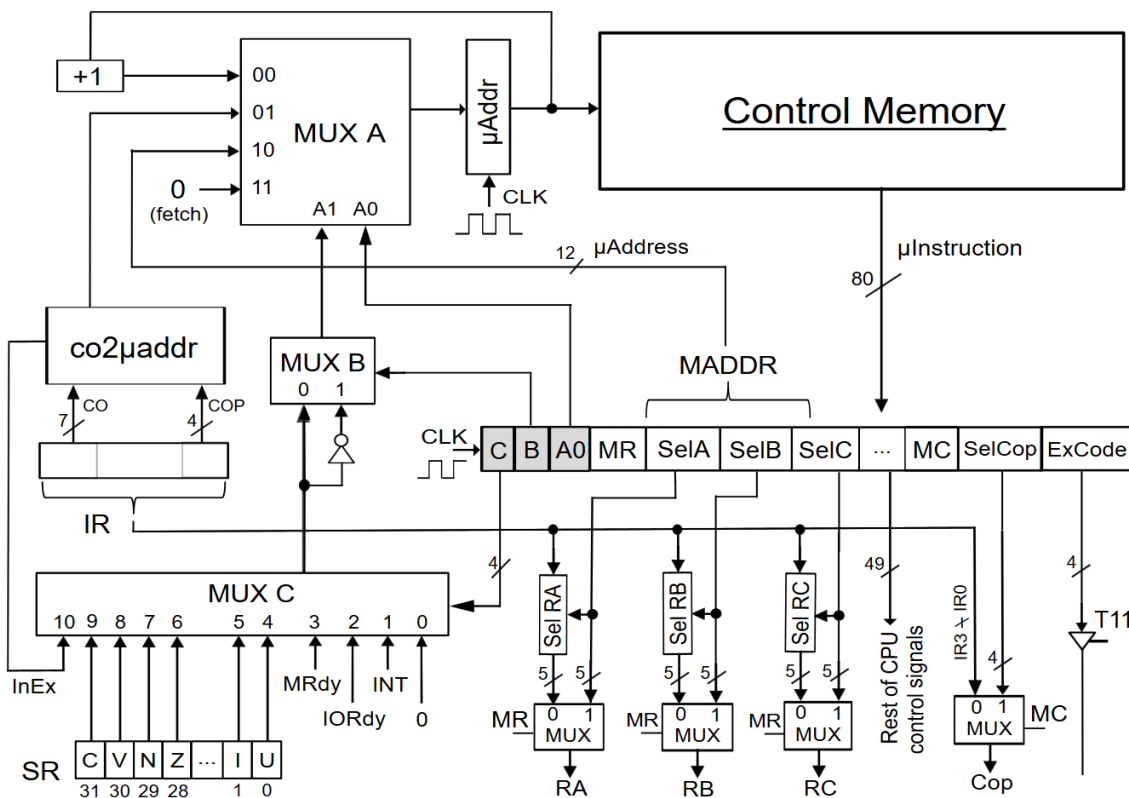 +1
00
01
10
11
MUX A
A1 A0
0
(fetch)
µAddr
CLK
Control Memory
12
µAddress
µInstruction
80
co2µaddr
7
CO
4
COP
IR
MUX B
0 1
MADDR
CLK
C B A0 MR SelA SelB SelC ... MC SelCop ExCode
4
MUX C
10 9 8 7 6 5 4 3 2 1 0
InEx
MRdy
IORdy
INT
0
SR
C V N Z ... I U
31 30 29 28 1 0
Sel RA
5 5
MR
0 1
MUX
RA
Sel RB
5 5
MR
0 1
MUX
RB
Sel RC
5 5
MR
0 1
MUX
RC
49
Rest of CPU
control signals
IR3 IR0
4
0 1
MUX
MC
Cop
4
T11